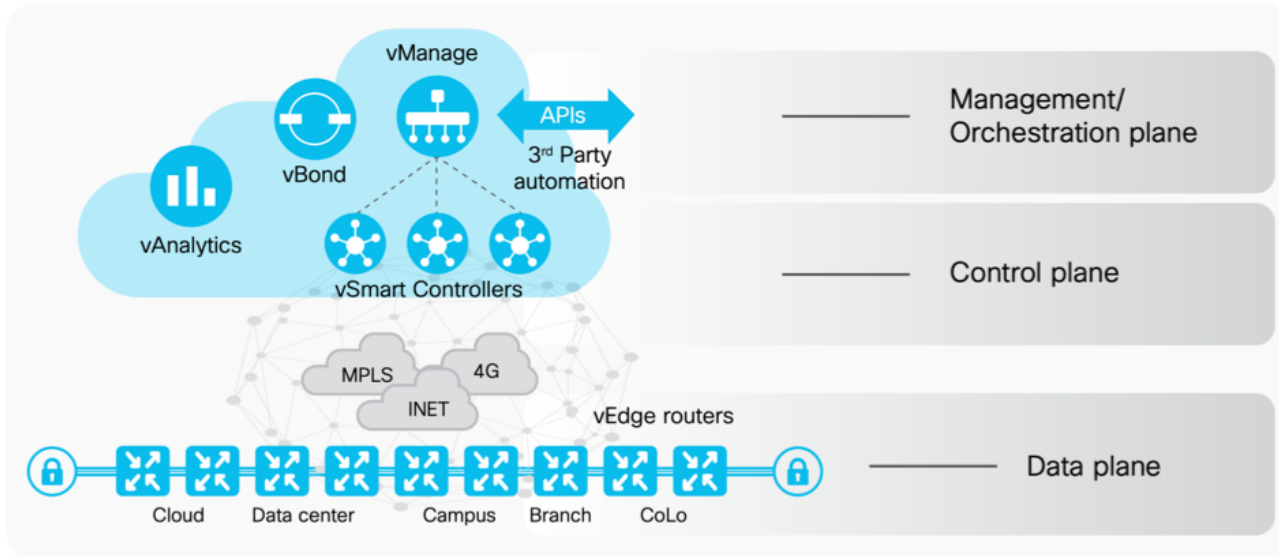 vManage
APIs
3rd Party
automation
vBond
vAnalytics
vSmart Controllers
Management/
Orchestration plane
Control plane
MPLS
4G
INET
vEdge routers
Data plane
Cloud
Data center
Campus
Branch
CoLo